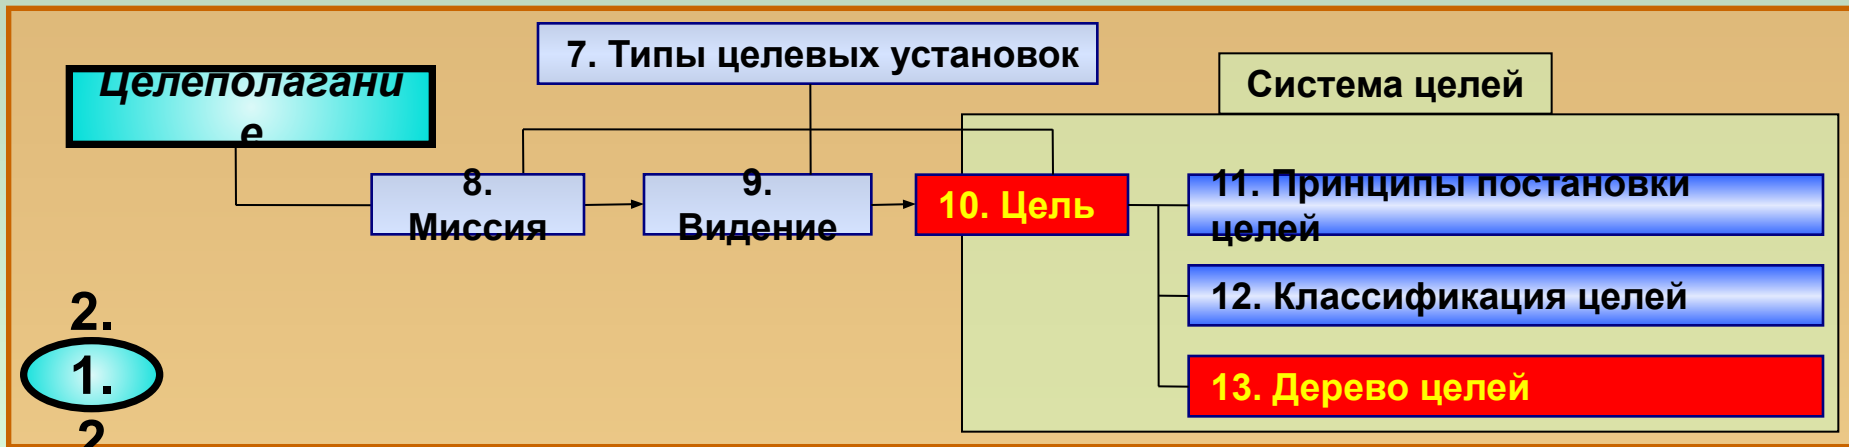 7. Типы целевых установок
Целеполагани
е
Система целей
8.
Миссия
9.
Видение
10. Цель
11. Принципы постановки
целей
12. Классификация целей
13. Дерево целей
2.
1.
2